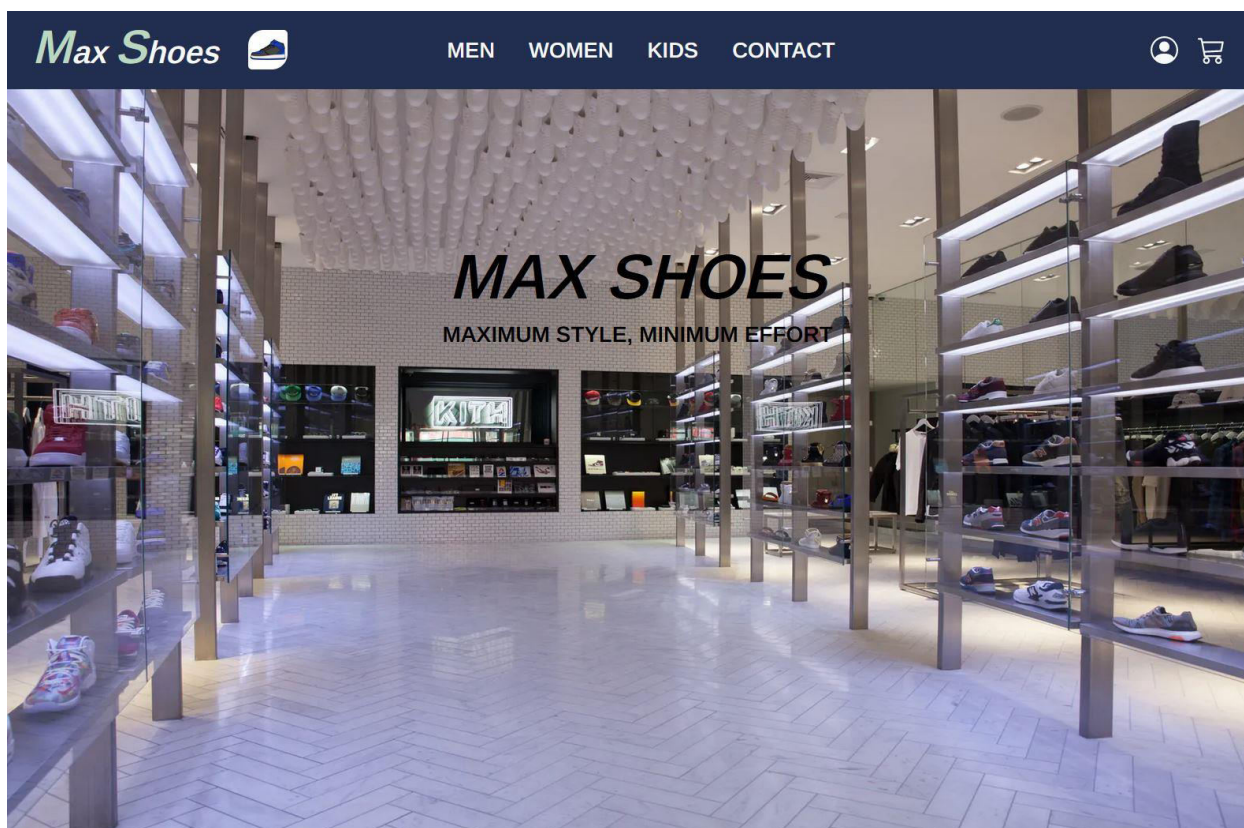 Max Shoes
MEN WOMEN KIDS CONTACT
MAX SHOES
MAXIMUM STYLE, MINIMUM EFFORT
KITH